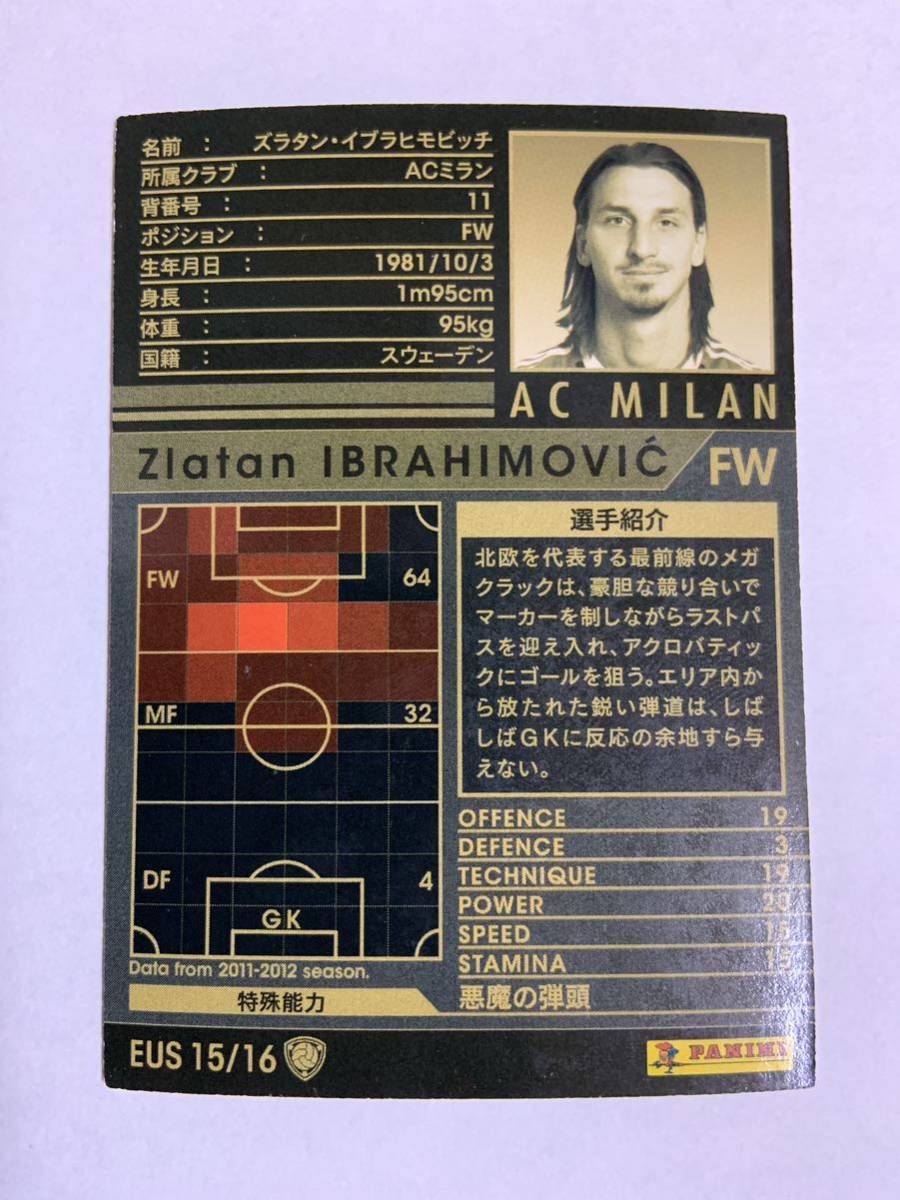 名前 : ズラタン・イブラヒモビッチ
所属クラブ : ACミラン
背番号 : 11
ポジション : FW
生年月日 : 1981/10/3
身長 : 1m95cm
体重 : 95kg
国籍 : スウェーデン
AC MILAN
Zlatan IBRAHIMOVIĆ FW
FW 64
MF 32
DF 4
GK
Data from 2011-2012 season.
選手紹介
北欧を代表する最前線のメガ
クラックは、豪胆な競り合いで
マーカーを制しながらラストパ
スを迎え入れ、アクロバティッ
クにゴールを狙う。エリア内か
ら放たれた鋭い弾道は、しば
しばGKに反応の余地すら与
えない。
OFFENCE 19
DEFENCE 3
TECHNIQUE 19
POWER 20
SPEED 15
STAMINA 15
特殊能力 悪魔の弾頭
EUS 15/16
PANINI